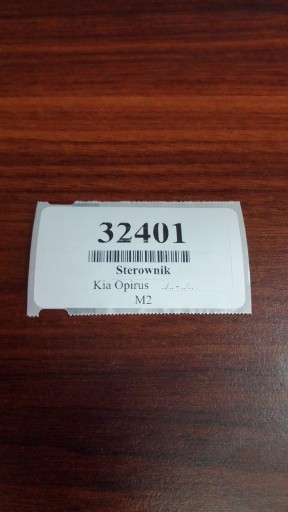 32401
Sterownik
Kia Opirus ../.. - ../..
M2